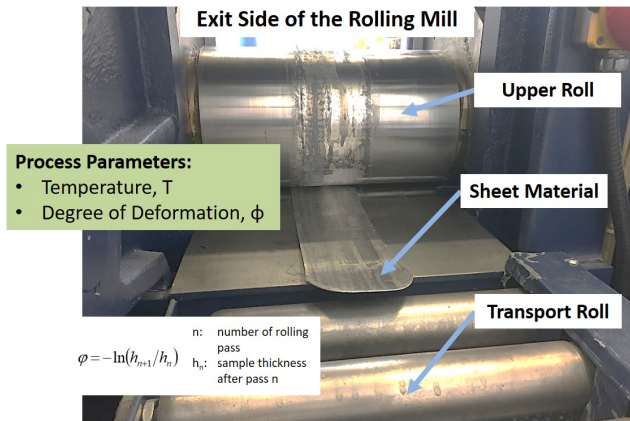 Exit Side of the Rolling Mill
Upper Roll
Process Parameters:
• Temperature, T
• Degree of Deformation, ϕ
Sheet Material
Transport Roll
φ = −ln(hₙ₊₁/hₙ)
n: number of rolling
pass
hₙ: sample thickness
after pass n